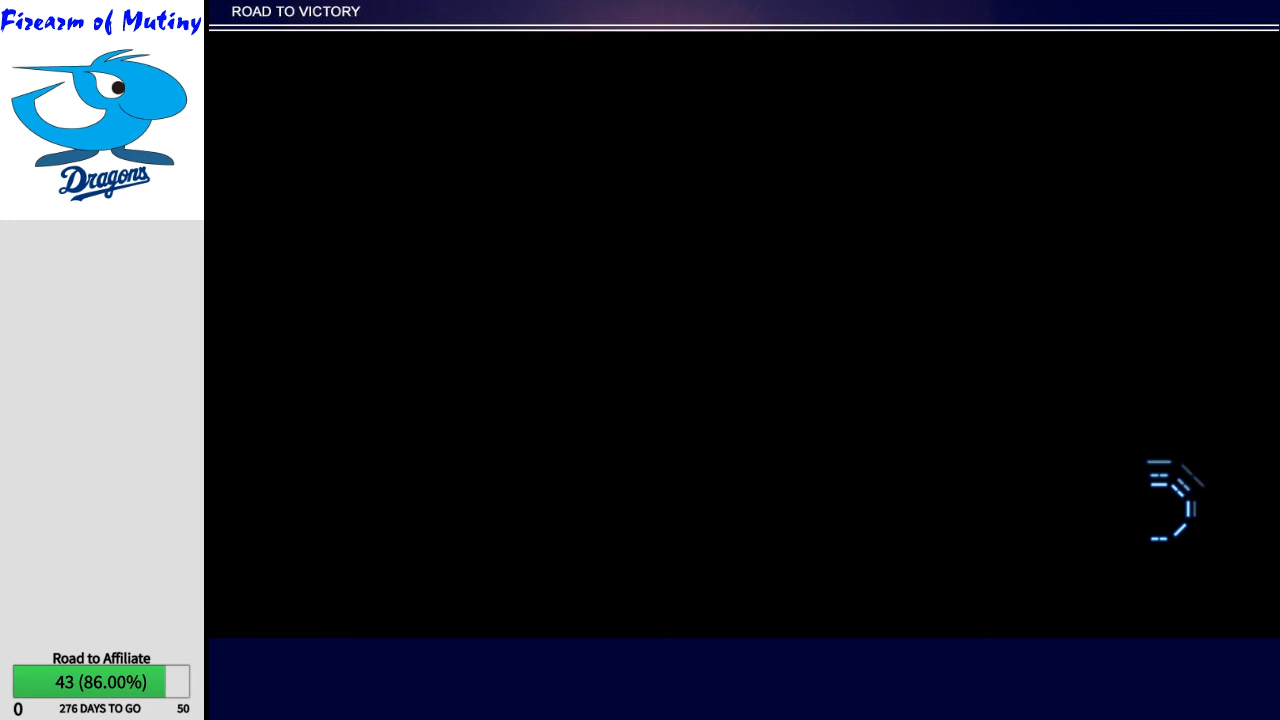 Firearm of Mutiny
Dragons
ROAD TO VICTORY
Road to Affiliate
43 (86.00%)
0 276 DAYS TO GO 50